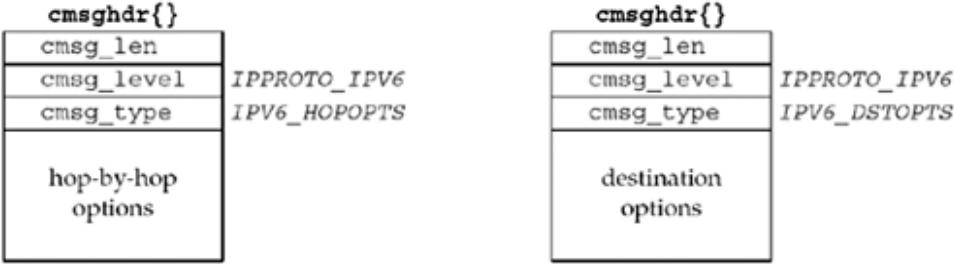 cmsghdr{} cmsghdr{}
cmsg_len cmsg_len
cmsg_level IPPROTO_IPV6 cmsg_level IPPROTO_IPV6
cmsg_type IPV6_HOPOPTS cmsg_type IPV6_DSTOPTS
hop-by-hop destination
options options